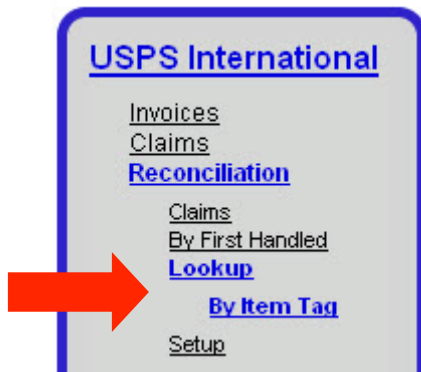 USPS International
Invoices
Claims
Reconciliation
Claims
By First Handled
Lookup
By Item Tag
Setup